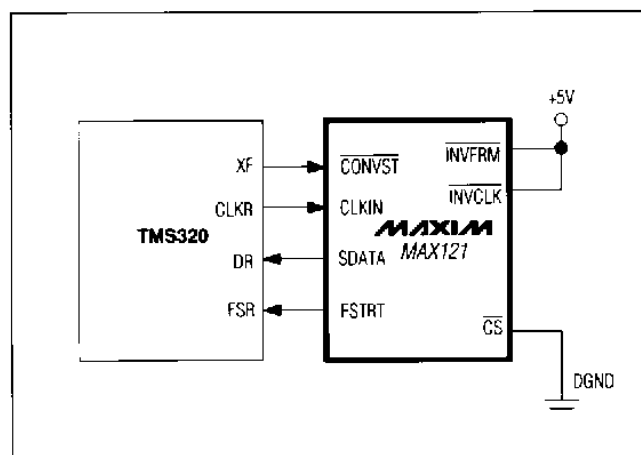 +5V
XF
CONVST
INVFRM
CLKR
CLKIN
INVCLK
TMS320
MAXIM
MAX121
DR
SDATA
FSR
FSTRT
CS
DGND